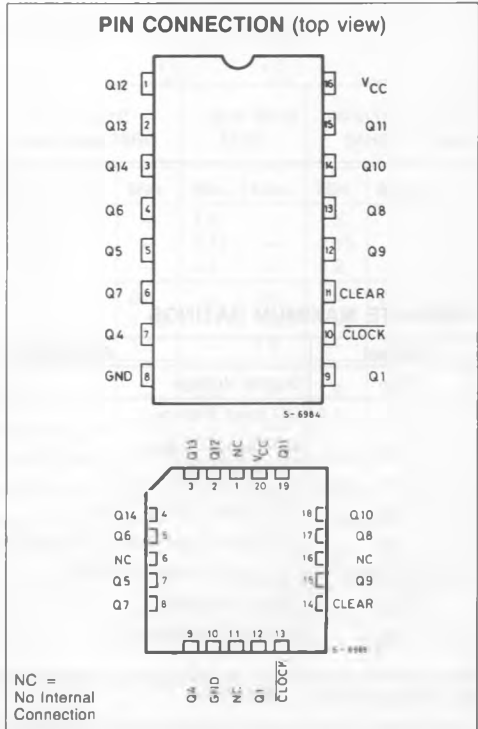 PIN CONNECTION (top view)
Q12 1
Q13 2
Q14 3
Q6 4
Q5 5
Q7 6
Q4 7
GND 8
16 VCC
15 Q11
14 Q10
13 Q8
12 Q9
11 CLEAR
10 CLOCK
9 Q1
S-6984
Q13 Q12 NC VCC Q11
3 2 1 20 19
Q14 4
Q6 5
NC 6
Q5 7
Q7 8
18 Q10
17 Q8
16 NC
15 Q9
14 CLEAR
9 10 11 12 13
Q4 GND NC Q1 CLOCK
NC =
No Internal
Connection